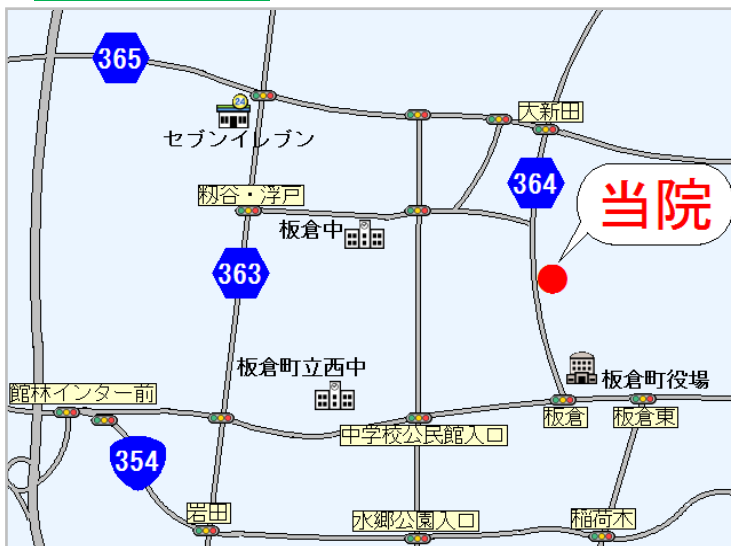 365
24
セブンイレブン
大新田
364
当院
籾谷・浮戸
板倉中
363
板倉町立西中
板倉町役場
館林インター前
板倉
板倉東
中学校公民館入口
354
岩田
水郷公園入口
稲荷木